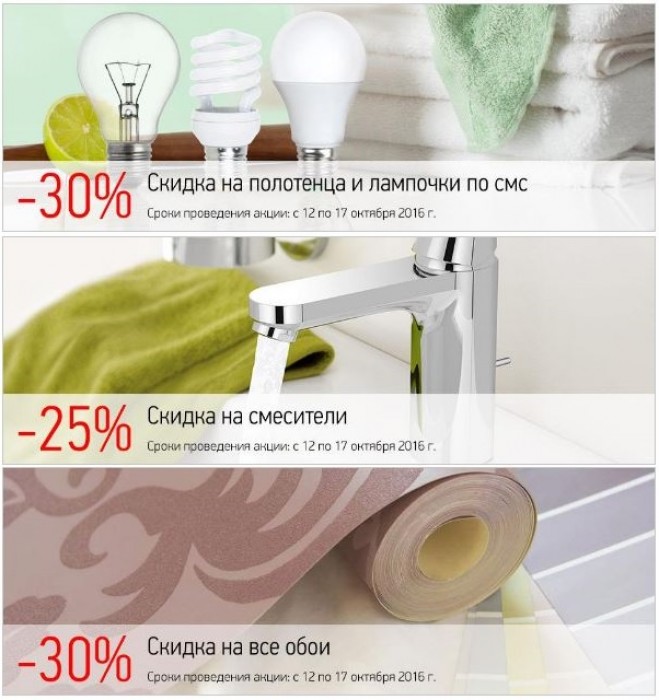 -30%
Скидка на полотенца и лампочки по смс
Сроки проведения акции: с 12 по 17 октября 2016 г.
-25%
Скидка на смесители
Сроки проведения акции: с 12 по 17 октября 2016 г.
-30%
Скидка на все обои
Сроки проведения акции: с 12 по 17 октября 2016 г.